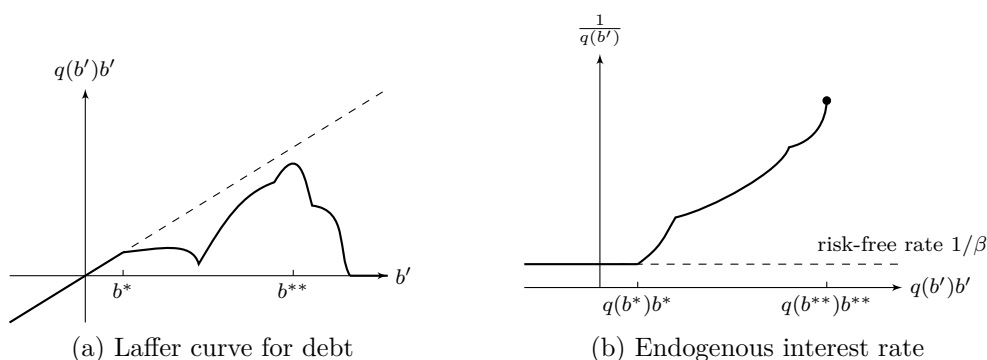 q(b′)b′
b′
b*
b**
(a) Laffer curve for debt
1/q(b′)
risk-free rate 1/β
q(b′)b′
q(b*)b*
q(b**)b**
(b) Endogenous interest rate